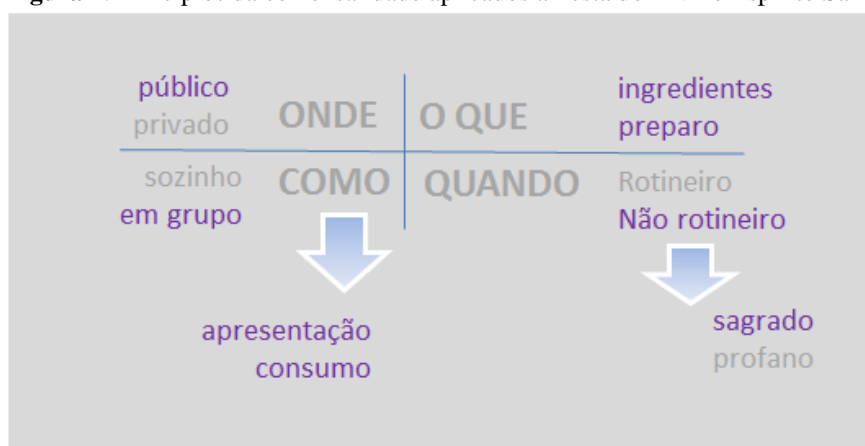 público
privado
ONDE
O QUE
ingredientes
preparo
sozinho
em grupo
COMO
QUANDO
Rotineiro
Não rotineiro
apresentação
consumo
sagrado
profano